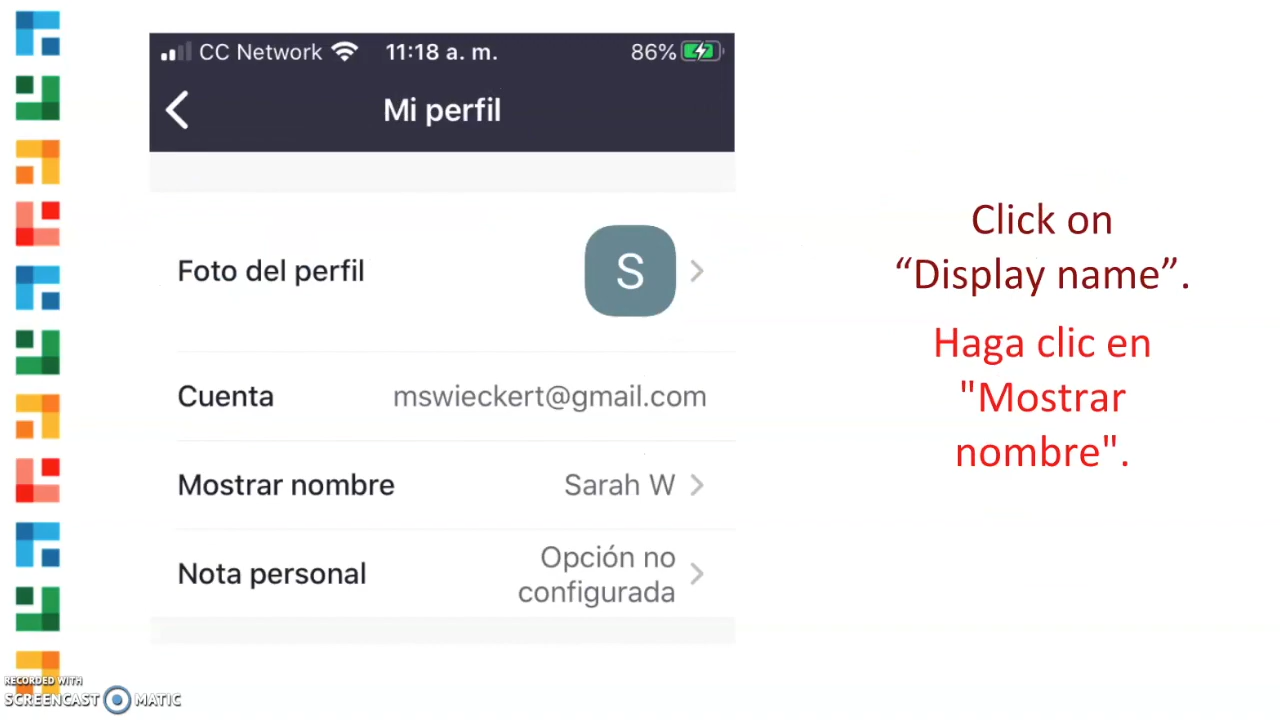 CC Network 11:18 a. m. 86%
Mi perfil
Foto del perfil S
Cuenta mswieckert@gmail.com
Mostrar nombre Sarah W
Nota personal Opción no
configurada
Click on
“Display name”.
Haga clic en
"Mostrar
nombre".
RECORDED WITH
SCREENCAST MATIC